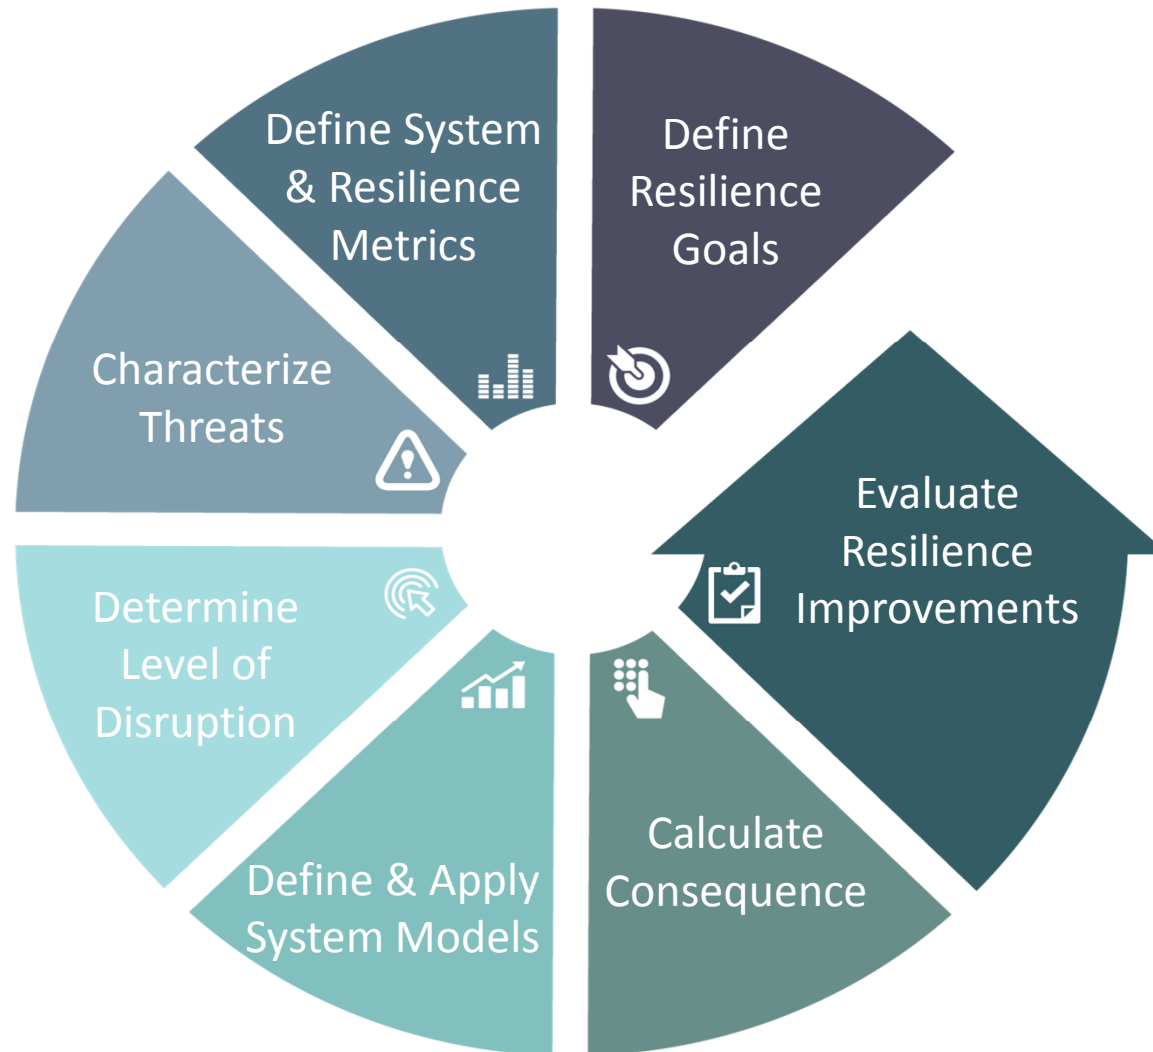 Define System
& Resilience
Metrics
Define
Resilience
Goals
Characterize
Threats
Evaluate
Resilience
Improvements
Determine
Level of
Disruption
Define & Apply
System Models
Calculate
Consequence